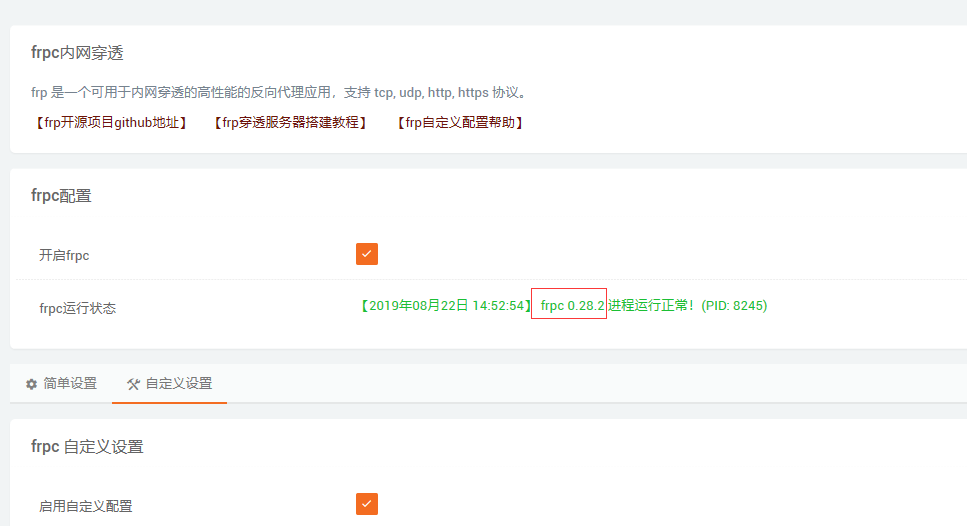 frpc内网穿透
frp 是一个可用于内网穿透的高性能的反向代理应用，支持 tcp, udp, http, https 协议。
【frp开源项目github地址】 【frp穿透服务器搭建教程】 【frp自定义配置帮助】
frpc配置
开启frpc
frpc运行状态 【2019年08月22日 14:52:54】 frpc 0.28.2 进程运行正常！(PID: 8245)
简单设置 自定义设置
frpc 自定义设置
启用自定义配置